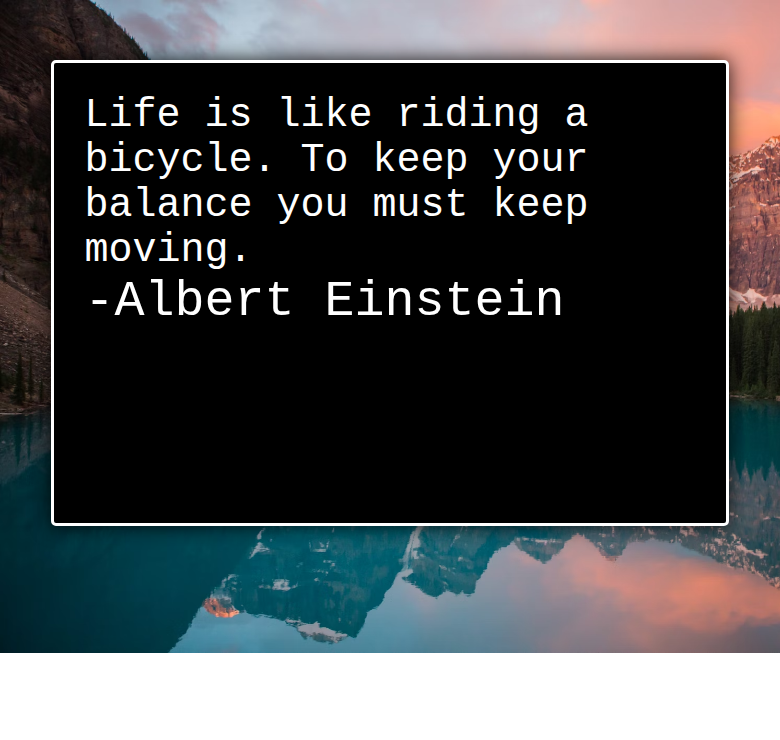 Life is like riding a
bicycle. To keep your
balance you must keep
moving.
-Albert Einstein